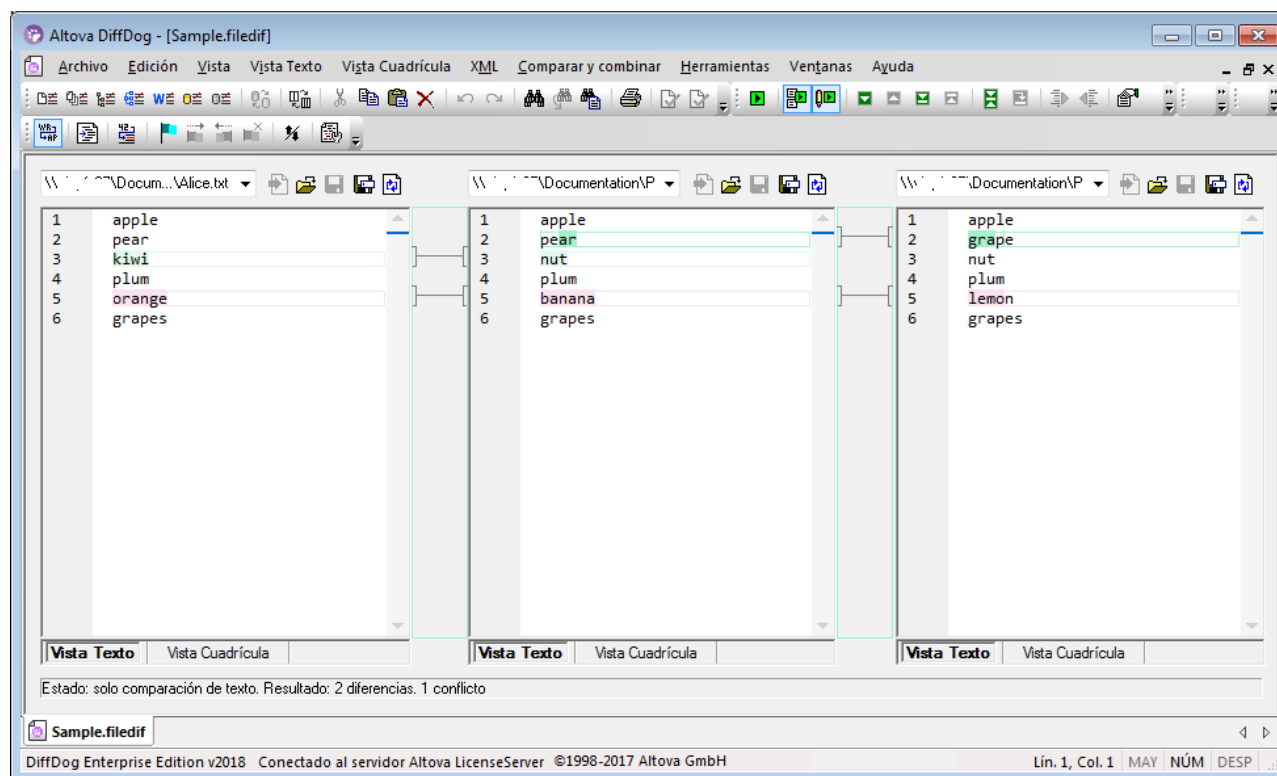 Altova DiffDog - [Sample.filedif]
Archivo Edición Vista Vista Texto Vista Cuadrícula XML Comparar y combinar Herramientas Ventanas Ayuda
\Docum...\Alice.txt \Documentation\P \Documentation\P
1 apple 1 apple 1 apple
2 pear 2 pear 2 grape
3 kiwi 3 nut 3 nut
4 plum 4 plum 4 plum
5 orange 5 banana 5 lemon
6 grapes 6 grapes 6 grapes
Vista Texto Vista Cuadrícula Vista Texto Vista Cuadrícula Vista Texto Vista Cuadrícula
Estado: solo comparación de texto. Resultado: 2 diferencias. 1 conflicto
Sample.filedif
DiffDog Enterprise Edition v2018 Conectado al servidor Altova LicenseServer ©1998-2017 Altova GmbH Lín. 1, Col. 1 MAY NÚM DESP